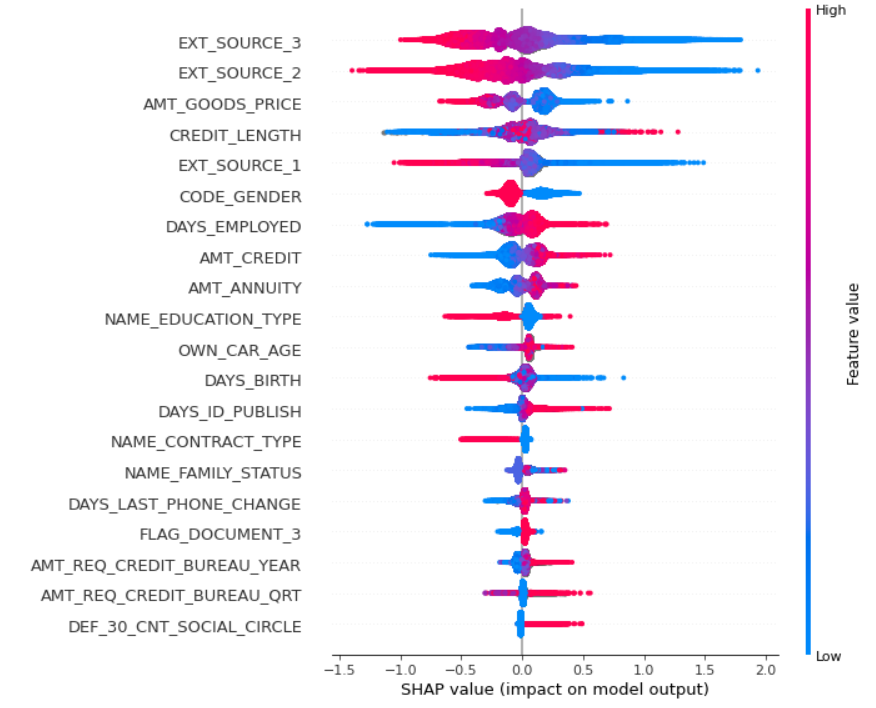 High
EXT_SOURCE_3
EXT_SOURCE_2
AMT_GOODS_PRICE
CREDIT_LENGTH
EXT_SOURCE_1
CODE_GENDER
DAYS_EMPLOYED
AMT_CREDIT
AMT_ANNUITY
NAME_EDUCATION_TYPE
OWN_CAR_AGE
DAYS_BIRTH
DAYS_ID_PUBLISH
NAME_CONTRACT_TYPE
NAME_FAMILY_STATUS
DAYS_LAST_PHONE_CHANGE
FLAG_DOCUMENT_3
AMT_REQ_CREDIT_BUREAU_YEAR
AMT_REQ_CREDIT_BUREAU_QRT
DEF_30_CNT_SOCIAL_CIRCLE
Feature value
Low
−1.5 −1.0 −0.5 0.0 0.5 1.0 1.5 2.0
SHAP value (impact on model output)